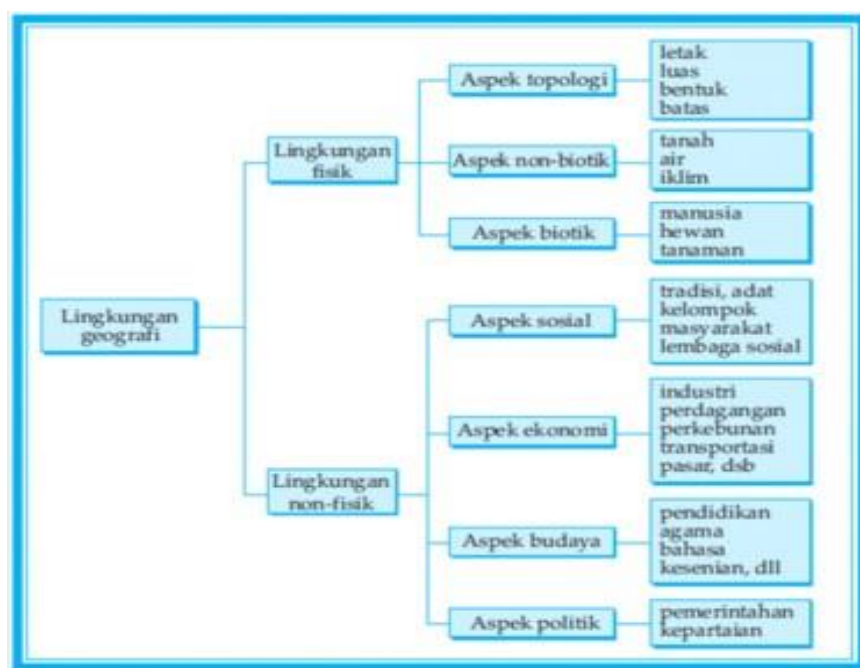 Lingkungan
geografi
Lingkungan
fisik
Aspek topologi
letak
luas
bentuk
batas
Aspek non-biotik
tanah
air
iklim
Aspek biotik
manusia
hewan
tanaman
Lingkungan
non-fisik
Aspek sosial
tradisi, adat
kelompok
masyarakat
lembaga sosial
Aspek ekonomi
industri
perdagangan
perkebunan
transportasi
pasar, dsb
Aspek budaya
pendidikan
agama
bahasa
kesenian, dll
Aspek politik
pemerintahan
kepartaian